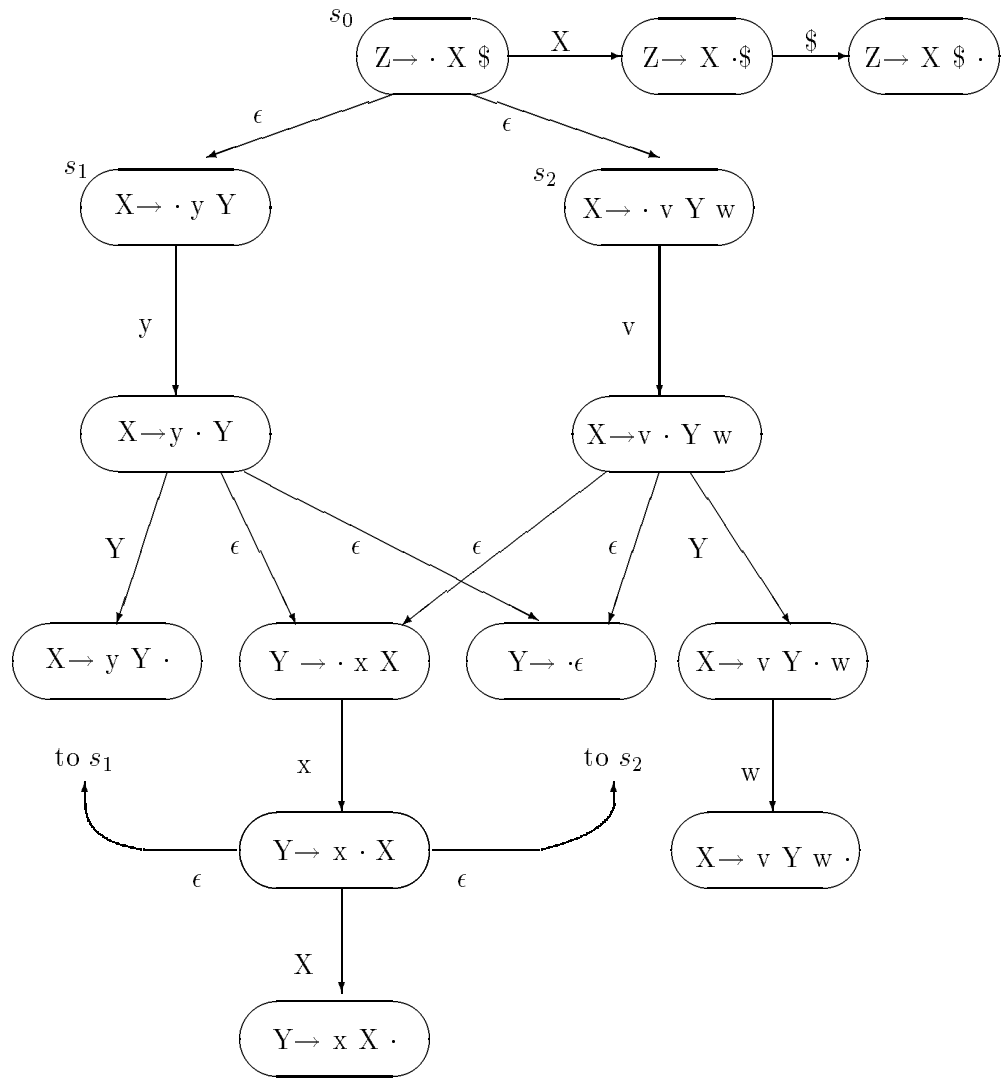 s₀
Z→ · X $
X
Z→ X ·$
$
Z→ X $ ·
ϵ
ϵ
s₁
X→ · y Y
s₂
X→ · v Y w
y
v
X→y · Y
X→v · Y w
Y
ϵ
ϵ
ϵ
ϵ
Y
X→ y Y ·
Y → · x X
Y→ ·ϵ
X→ v Y · w
to s₁
x
to s₂
w
Y→ x · X
X→ v Y w ·
ϵ
ϵ
X
Y→ x X ·